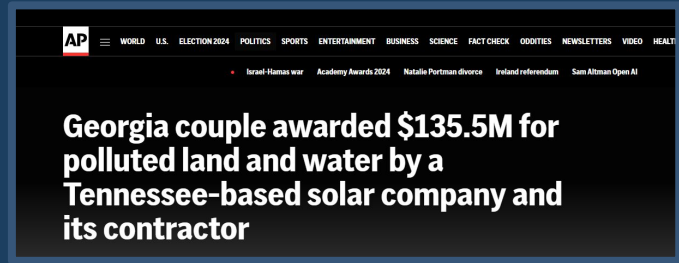 AP WORLD U.S. ELECTION 2024 POLITICS SPORTS ENTERTAINMENT BUSINESS SCIENCE FACT CHECK ODDITIES NEWSLETTERS VIDEO
Israel-Hamas war Academy Awards 2024 Natalie Portman divorce Ireland referendum Sam Altman Open AI
Georgia couple awarded $135.5M for
polluted land and water by a
Tennessee-based solar company and
its contractor